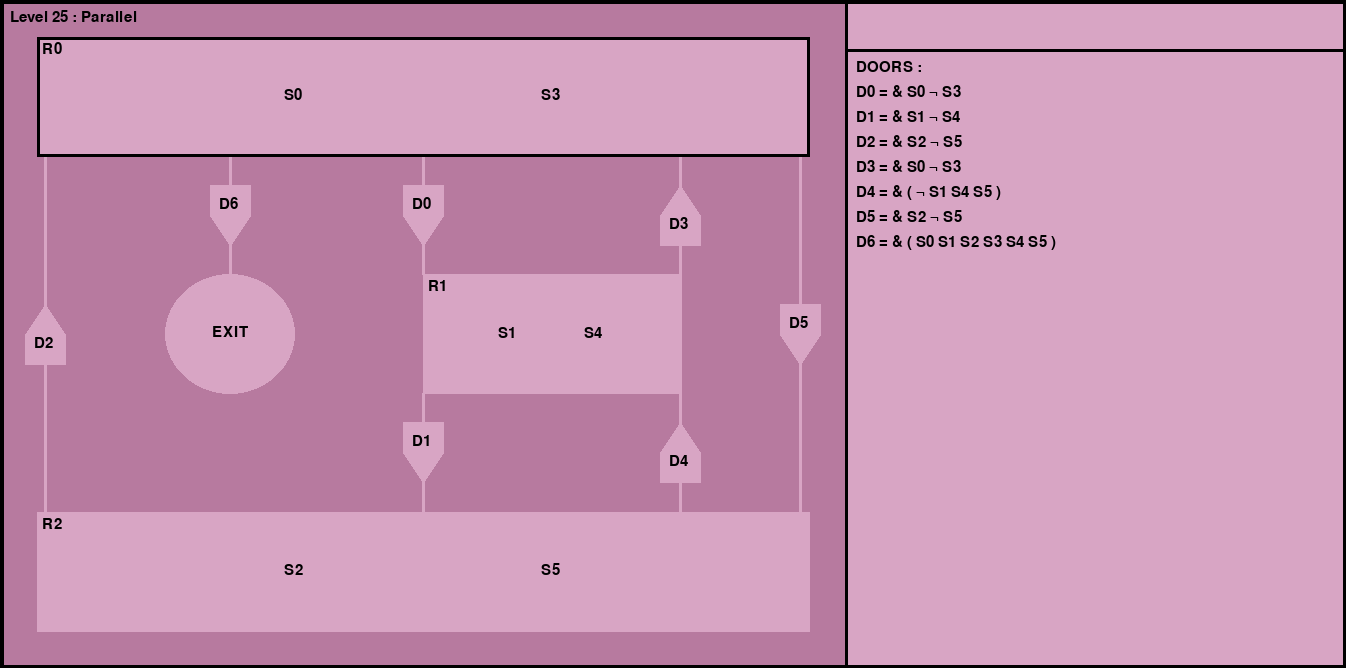 Level 25 : Parallel
R0
S0 S3
D6 D0 D3
R1
EXIT S1 S4
D2 D5
D1 D4
R2
S2 S5
DOORS :
D0 = & S0 ¬ S3
D1 = & S1 ¬ S4
D2 = & S2 ¬ S5
D3 = & S0 ¬ S3
D4 = & ( ¬ S1 S4 S5 )
D5 = & S2 ¬ S5
D6 = & ( S0 S1 S2 S3 S4 S5 )